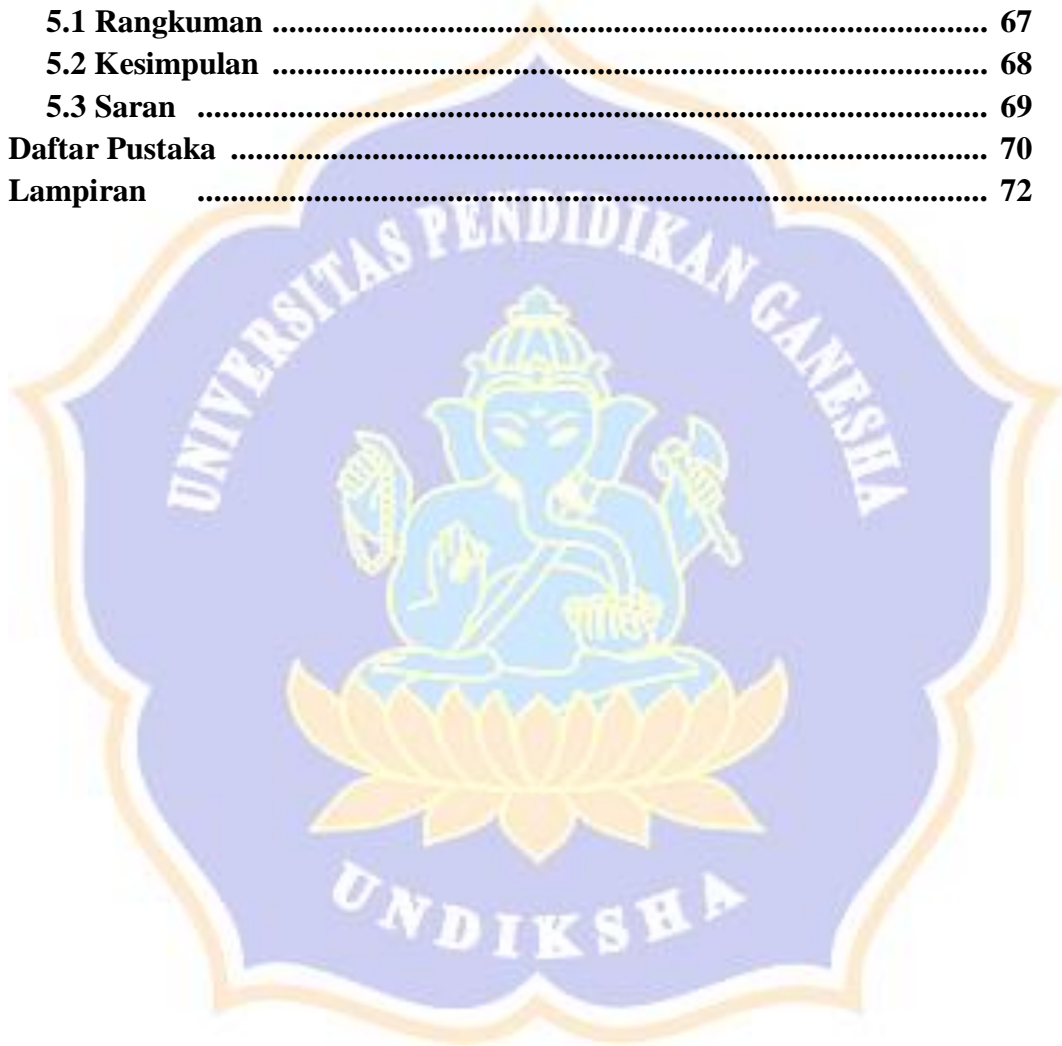 5.1 Rangkuman ........................................................................................ 67
5.2 Kesimpulan ........................................................................................ 68
5.3 Saran ................................................................................................. 69
Daftar Pustaka ............................................................................................. 70
Lampiran ................................................................................................. 72
UNIVERSITAS PENDIDIKAN GANESHA
UNDIKSHA